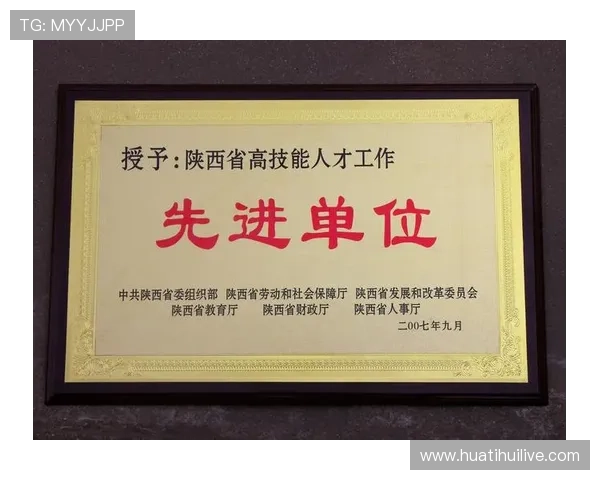 TG: MYYJJPP
授予:陕西省高技能人才工作
先进单位
中共陕西省委组织部 陕西省劳动和社会保障厅 陕西省发展和改革委员会
陕西省教育厅 陕西省财政厅 陕西省人事厅
二00七年九月
www.huatihuilive.com